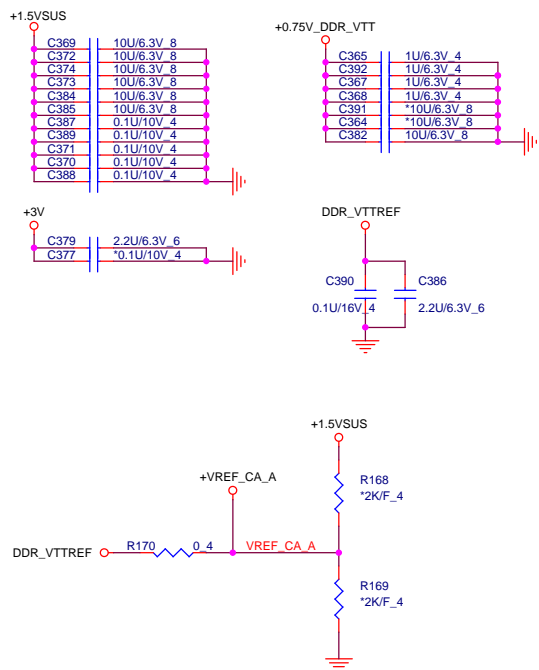 +1.5VSUS
C369 10U/6.3V_8
C372 10U/6.3V_8
C374 10U/6.3V_8
C373 10U/6.3V_8
C384 10U/6.3V_8
C385 10U/6.3V_8
C387 0.1U/10V_4
C389 0.1U/10V_4
C371 0.1U/10V_4
C370 0.1U/10V_4
C388 0.1U/10V_4
+0.75V_DDR_VTT
C365 1U/6.3V_4
C392 1U/6.3V_4
C367 1U/6.3V_4
C368 1U/6.3V_4
C391 *10U/6.3V_8
C364 *10U/6.3V_8
C382 10U/6.3V_8
+3V
C379 2.2U/6.3V_6
C377 *0.1U/10V_4
DDR_VTTREF
C390 C386
0.1U/16V_4 2.2U/6.3V_6
+1.5VSUS
+VREF_CA_A
R168
*2K/F_4
DDR_VTTREF R170 0_4 VREF_CA_A
R169
*2K/F_4